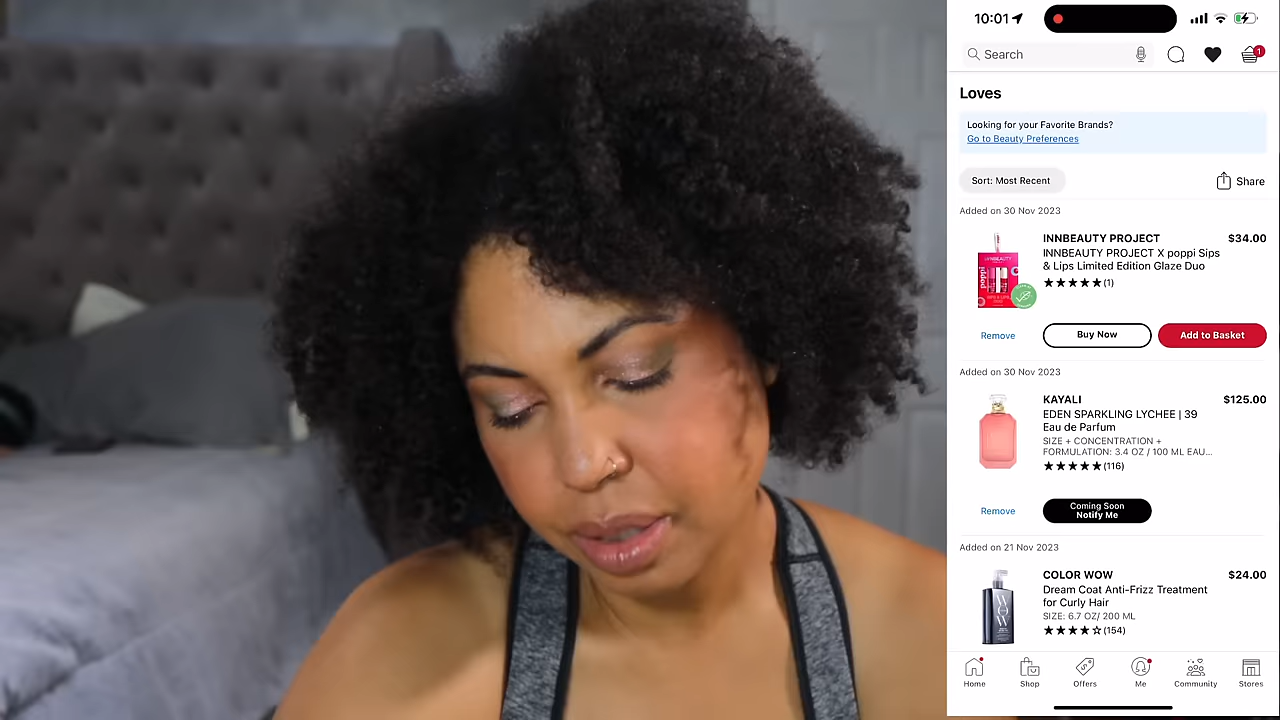 10:01
Search
1
Loves
Looking for your Favorite Brands?
Go to Beauty Preferences
Sort: Most Recent
Share
Added on 30 Nov 2023
INNBEAUTY PROJECT
$34.00
INNBEAUTY PROJECT X poppi Sips
& Lips Limited Edition Glaze Duo
★★★★★(1)
poppi
Remove
Buy Now
Add to Basket
Added on 30 Nov 2023
KAYALI
$125.00
EDEN SPARKLING LYCHEE | 39
Eau de Parfum
SIZE + CONCENTRATION +
FORMULATION: 3.4 OZ / 100 ML EAU...
★★★★★(116)
Remove
Coming Soon
Notify Me
Added on 21 Nov 2023
COLOR WOW
$24.00
Dream Coat Anti-Frizz Treatment
for Curly Hair
SIZE: 6.7 OZ/ 200 ML
★★★★☆(154)
WOW
Home
Shop
Offers
Me
Community
Stores